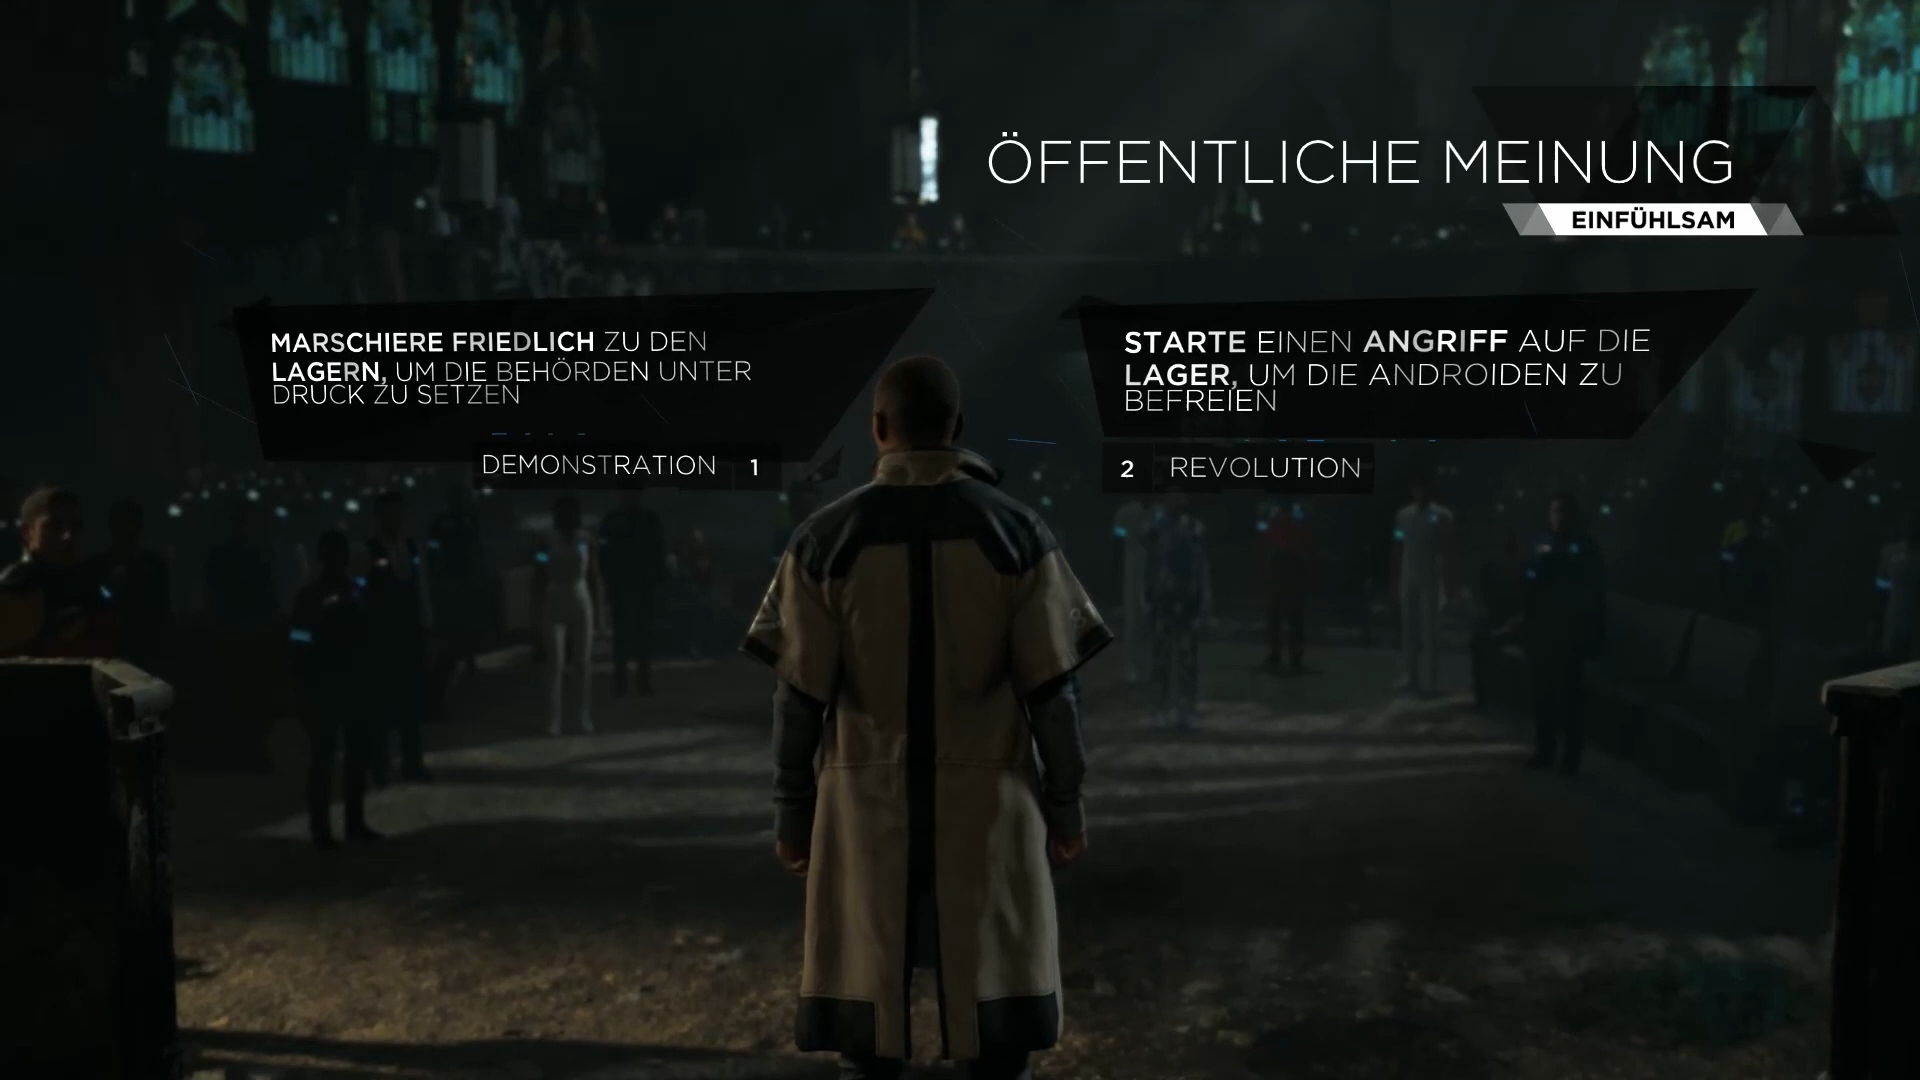 ÖFFENTLICHE MEINUNG
EINFÜHLSAM
MARSCHIERE FRIEDLICH ZU DEN
LAGERN, UM DIE BEHÖRDEN UNTER
DRUCK ZU SETZEN
DEMONSTRATION 1
STARTE EINEN ANGRIFF AUF DIE
LAGER, UM DIE ANDROIDEN ZU
BEFREIEN
2 REVOLUTION